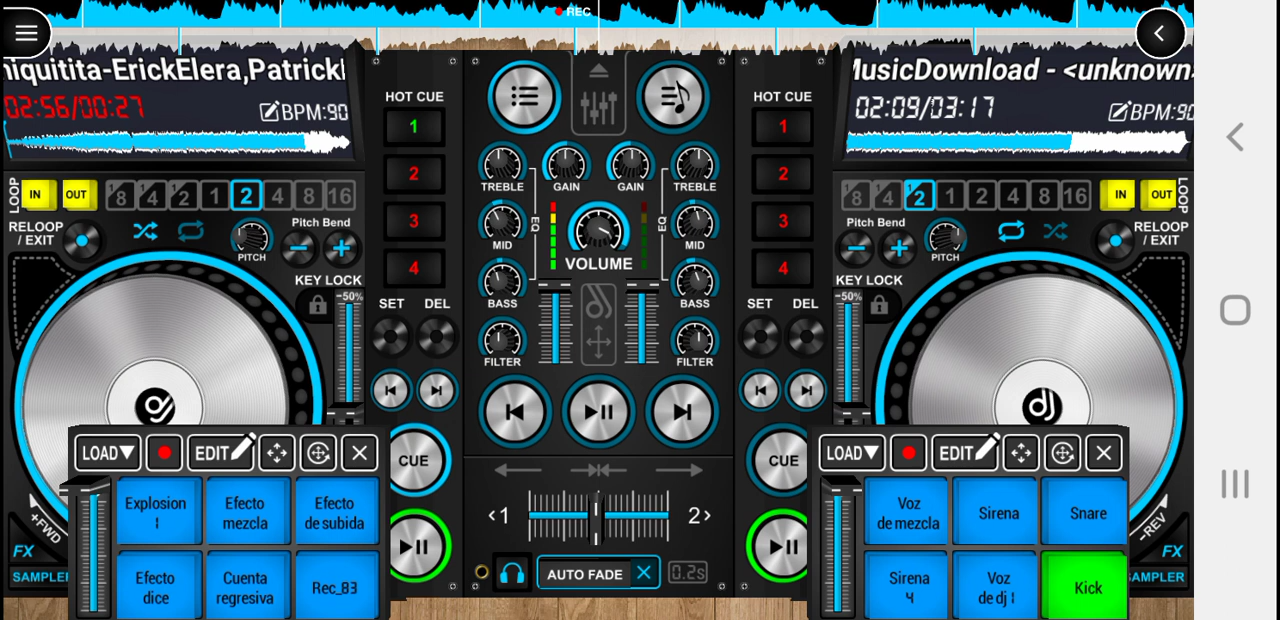 REC
niquitita-ErickElera,PatrickI
02:56/00:27
BPM:90
MusicDownload - <unknown>
02:09/03:17
BPM:90
HOT CUE
1
2
3
4
SET DEL
HOT CUE
1
2
3
4
SET DEL
LOOP
IN OUT
1/8 1/4 1/2 1 2 4 8 16
RELOOP
/ EXIT
PITCH
Pitch Bend
KEY LOCK
-50%
TREBLE GAIN GAIN TREBLE
MID EQ EQ MID
VOLUME
BASS BASS
FILTER FILTER
1/8 1/4 1/2 1 2 4 8 16
IN OUT
LOOP
Pitch Bend
PITCH
RELOOP
/ EXIT
KEY LOCK
-50%
CUE
CUE
<1 2>
AUTO FADE
0.2s
+FWD
FX
SAMPLE
LOAD▼ EDIT
Explosion
1
Efecto
mezcla
Efecto
de subida
Efecto
dice
Cuenta
regresiva
Rec_83
LOAD▼ EDIT
Voz
de mezcla
Sirena
Snare
Sirena
4
Voz
de dj 1
Kick
-REV
FX
SAMPLER